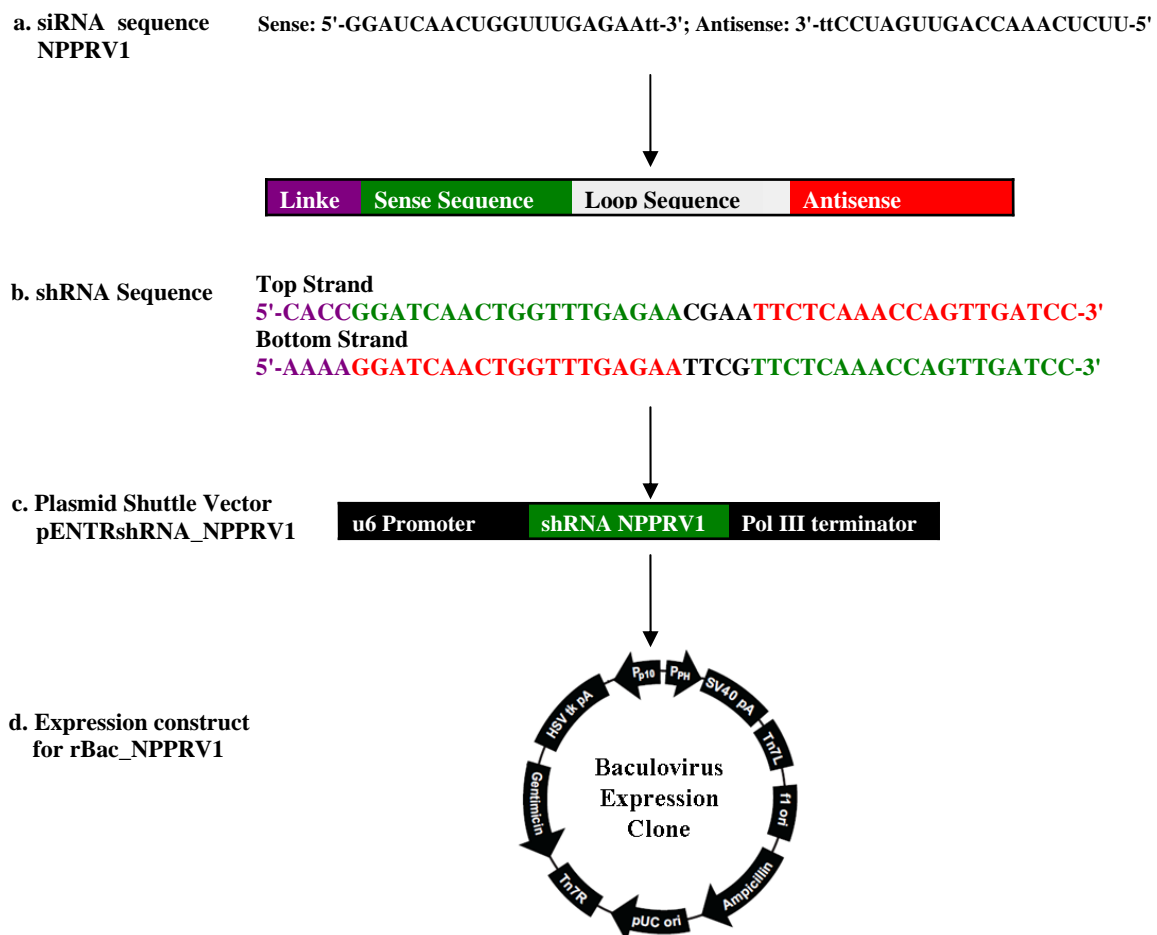 a. siRNA sequence
NPPRV1
Sense: 5'-GGAUCAACUGGUUUGAGAAtt-3'; Antisense: 3'-ttCCUAGUUGACCAAACUCUU-5'
Linke Sense Sequence Loop Sequence Antisense
b. shRNA Sequence
Top Strand
5'-CACCGGATCAACTGGTTTGAGAACGAATTCTCAAACCAGTTGATCC-3'
Bottom Strand
5'-AAAAGGATCAACTGGTTTGAGAATTCGTTCTCAAACCAGTTGATCC-3'
c. Plasmid Shuttle Vector
pENTRshRNA_NPPRV1
u6 Promoter shRNA NPPRV1 Pol III terminator
d. Expression construct
for rBac_NPPRV1
Pp10
PPH
SV40 pA
Tn7L
f1 ori
Ampicillin
pUC ori
Tn7R
Gentimicin
HSV tk pA
Baculovirus
Expression
Clone